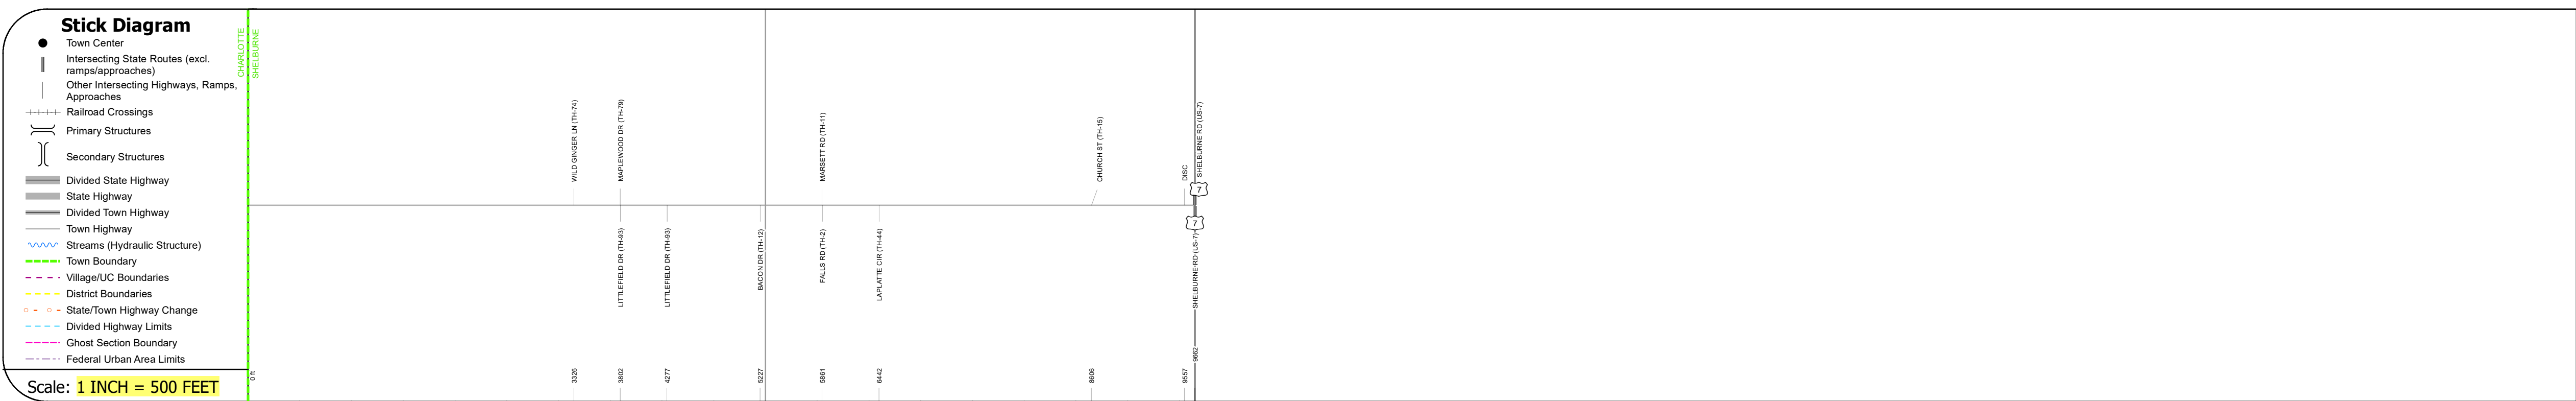 Stick Diagram
Town Center
Intersecting State Routes (excl.
ramps/approaches)
Other Intersecting Highways, Ramps,
Approaches
Railroad Crossings
Primary Structures
Secondary Structures
Divided State Highway
State Highway
Divided Town Highway
Town Highway
Streams (Hydraulic Structure)
Town Boundary
Village/UC Boundaries
District Boundaries
State/Town Highway Change
Divided Highway Limits
Ghost Section Boundary
Federal Urban Area Limits
Scale: 1 INCH = 500 FEET
CHARLOTTE
SHELBURNE
WILD GINGER LN (TH-74)
MAPLEWOOD DR (TH-79)
MARSETT RD (TH-11)
CHURCH ST (TH-15)
DISC
SHELBURNE RD (US-7)
7
7
LITTLEFIELD DR (TH-93)
LITTLEFIELD DR (TH-93)
BACON DR (TH-12)
FALLS RD (TH-2)
LAPLATTE CIR (TH-44)
SHELBURNE RD (US-7)
0 ft
3326
3802
4277
5227
5861
6442
8606
9557
9662